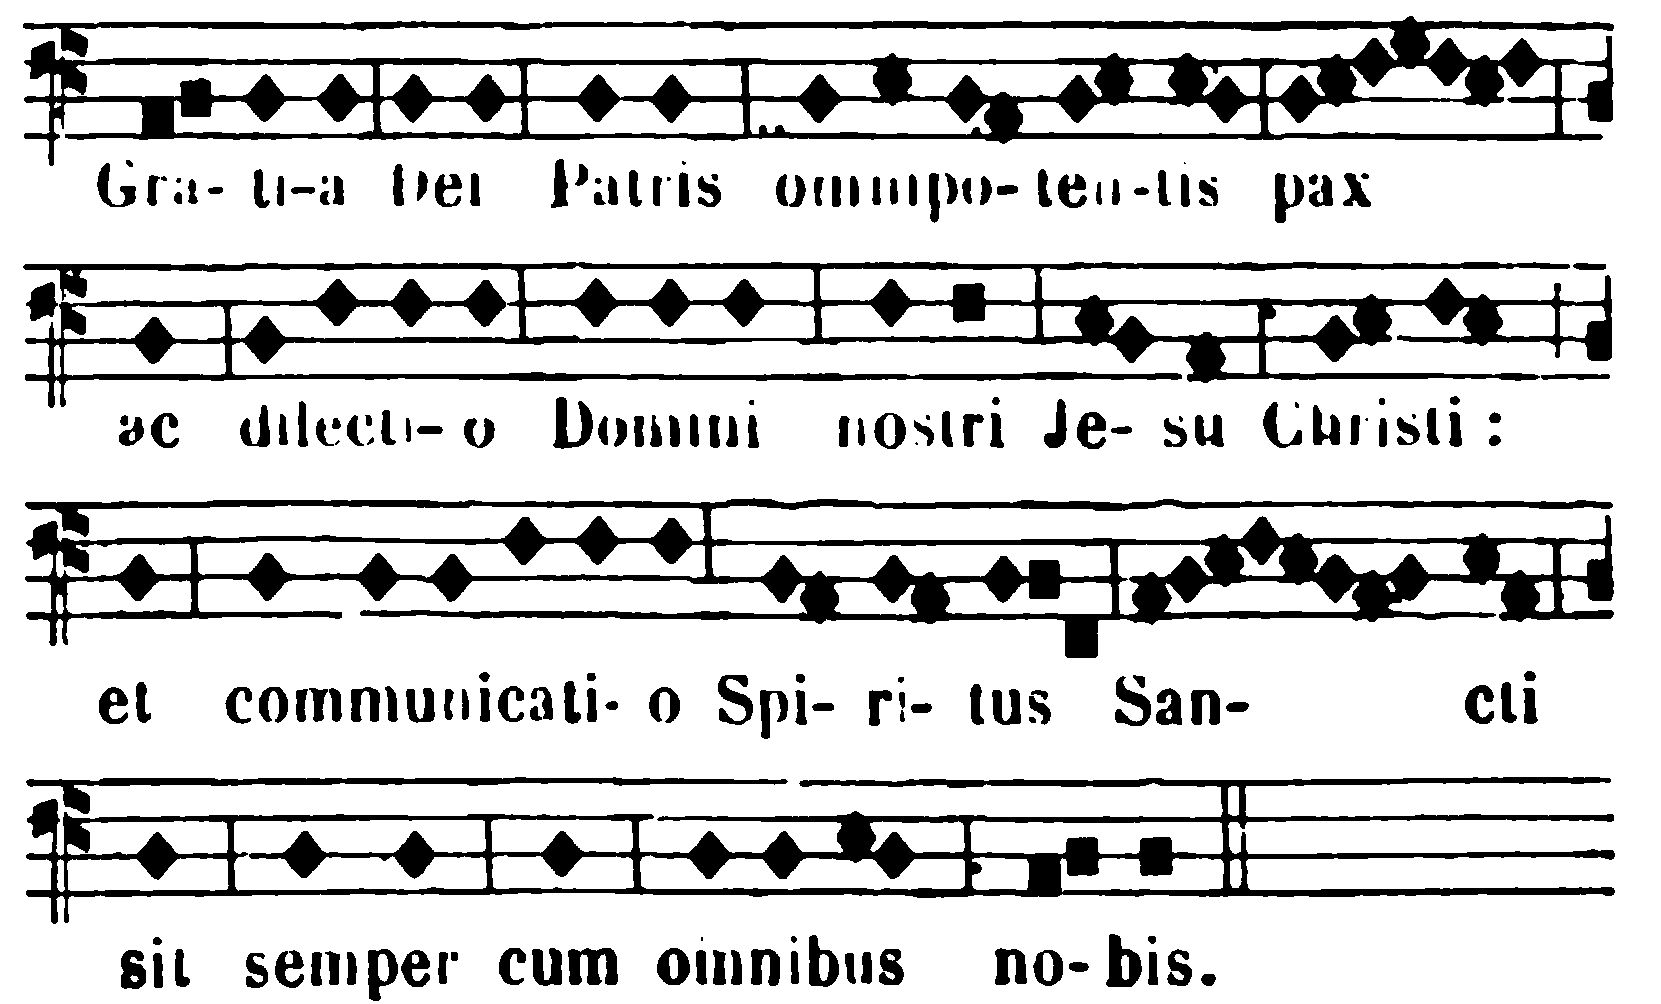 Gra- ti-a Dei Patris omnipo-ten-tis pax
ac dilecti- o Domini nostri Je- su Christi :
et communicati- o Spi- ri- tus San- cti
sit semper cum omnibus no-bis.